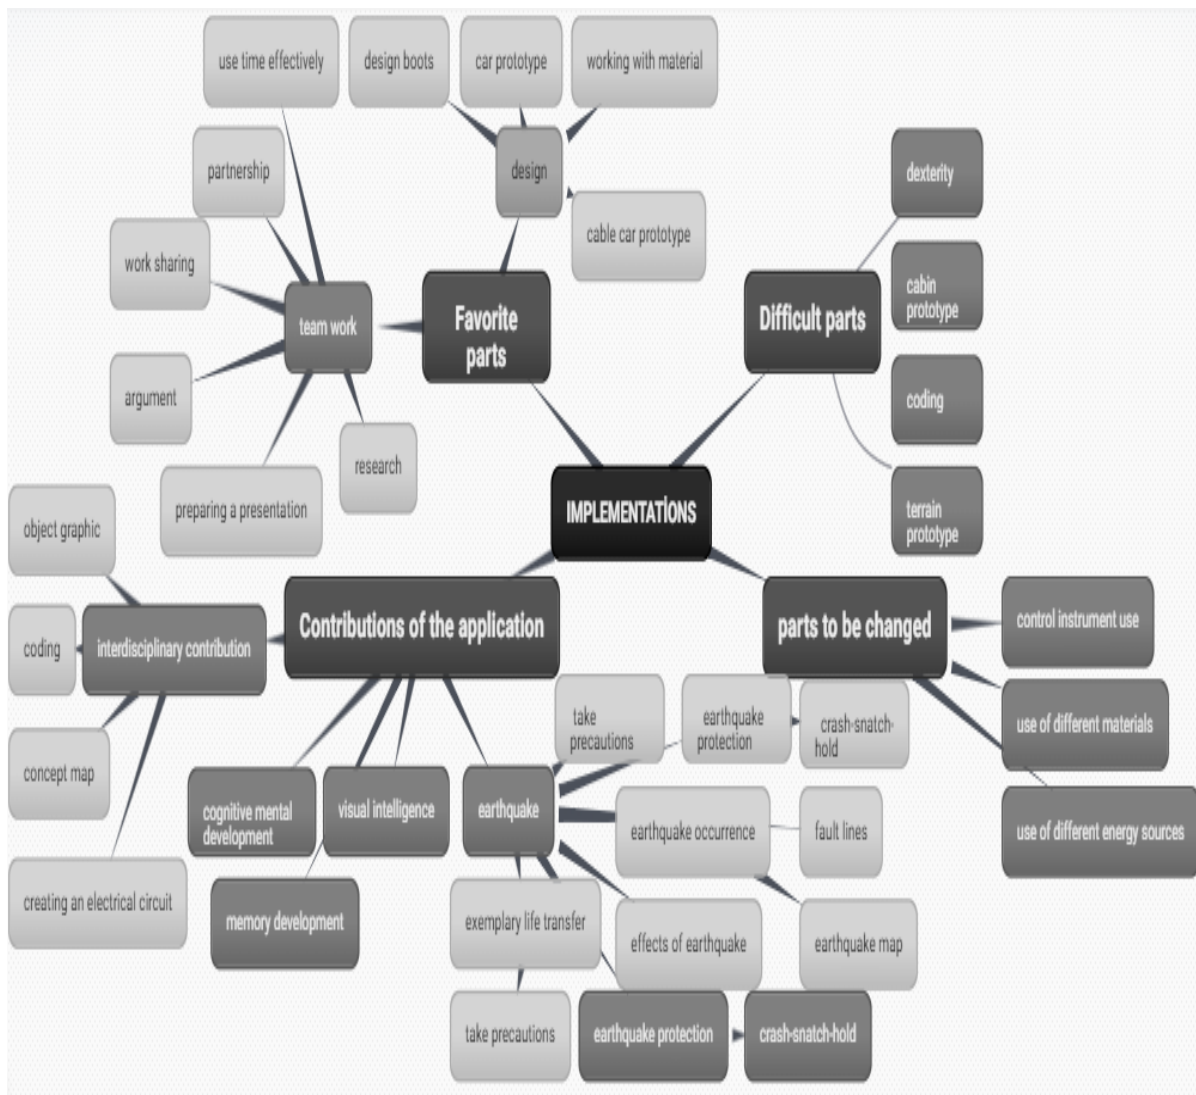 use time effectively
design boots
car prototype
working with material
partnership
design
dexterity
work sharing
cable car prototype
cabin
prototype
team work
Favorite
parts
Difficult parts
argument
coding
research
preparing a presentation
IMPLEMENTATİONS
terrain
prototype
object graphic
Contributions of the application
parts to be changed
control instrument use
coding
interdisciplinary contribution
take
precautions
earthquake
protection
crash-snatch-
hold
use of different materials
concept map
cognitive mental
development
visual intelligence
earthquake
earthquake occurrence
fault lines
use of different energy sources
creating an electrical circuit
memory development
exemplary life transfer
effects of earthquake
earthquake map
take precautions
earthquake protection
crash-snatch-hold